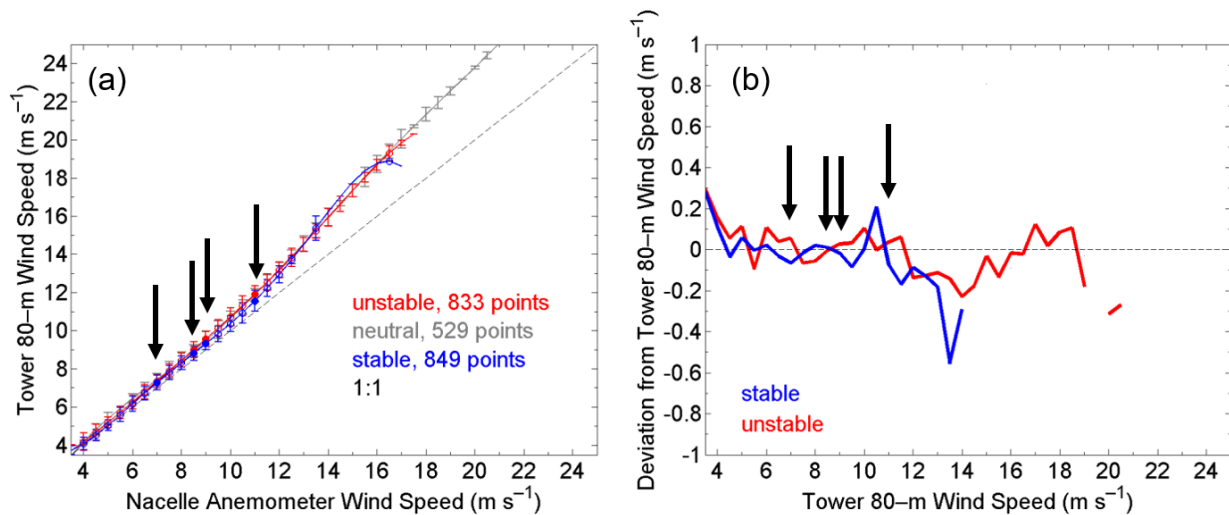 (a)
Tower 80–m Wind Speed (m s⁻¹)
24
22
20
18
16
14
12
10
8
6
4
unstable, 833 points
neutral, 529 points
stable, 849 points
1:1
4 6 8 10 12 14 16 18 20 22 24
Nacelle Anemometer Wind Speed (m s⁻¹)
(b)
Deviation from Tower 80–m Wind Speed (m s⁻¹)
1
0.8
0.6
0.4
0.2
0
-0.2
-0.4
-0.6
-0.8
-1
stable
unstable
4 6 8 10 12 14 16 18 20 22 24
Tower 80–m Wind Speed (m s⁻¹)